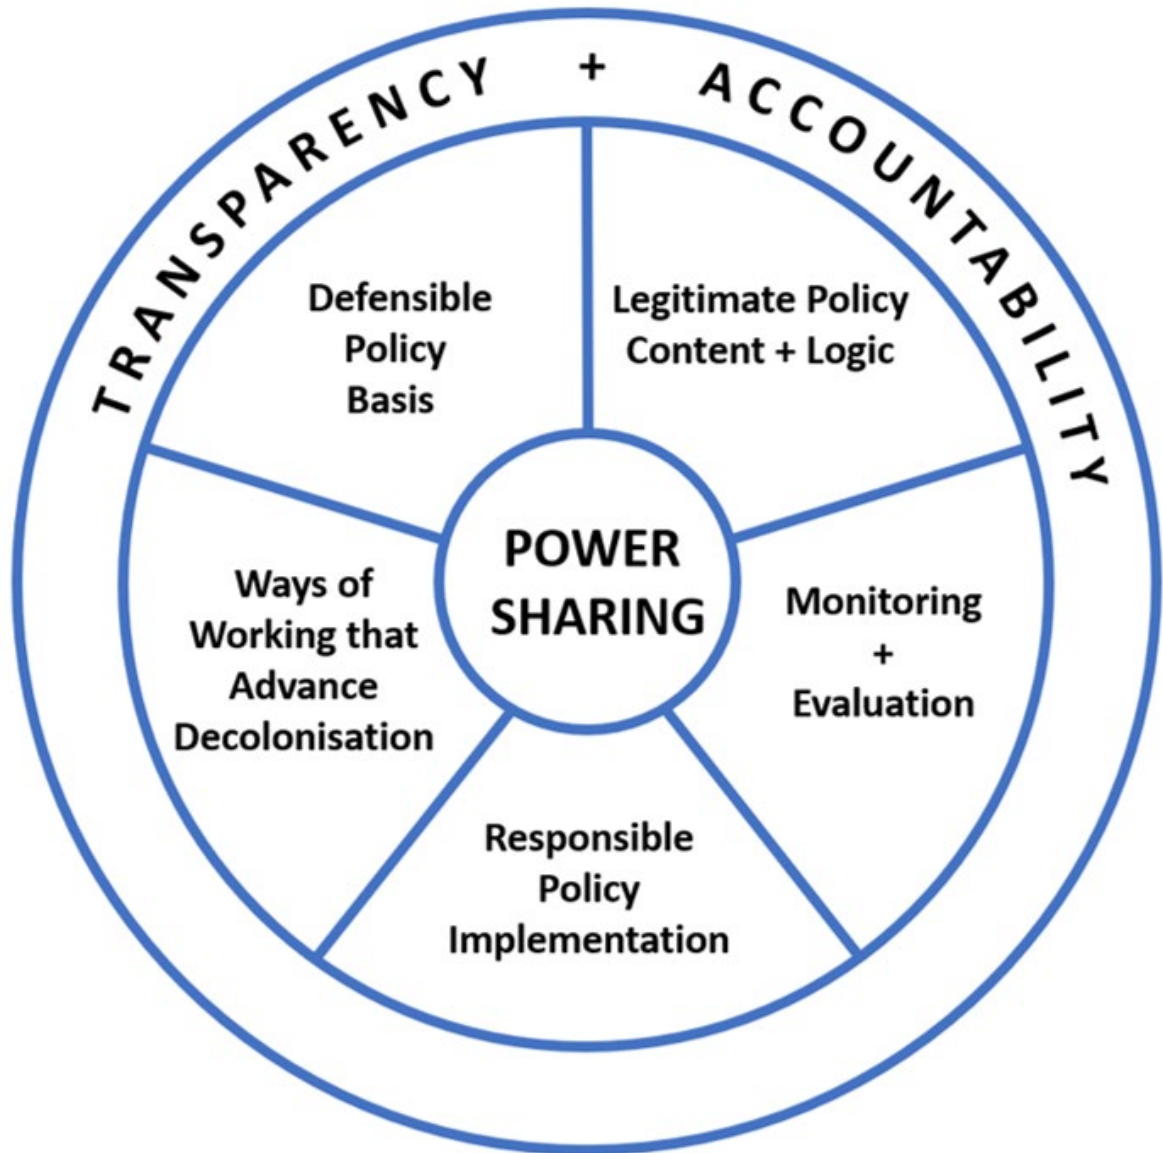 TRANSPARENCY + ACCOUNTABILITY
Defensible
Policy
Basis
Legitimate Policy
Content + Logic
Monitoring
+
Evaluation
Responsible
Policy
Implementation
Ways of
Working that
Advance
Decolonisation
POWER
SHARING